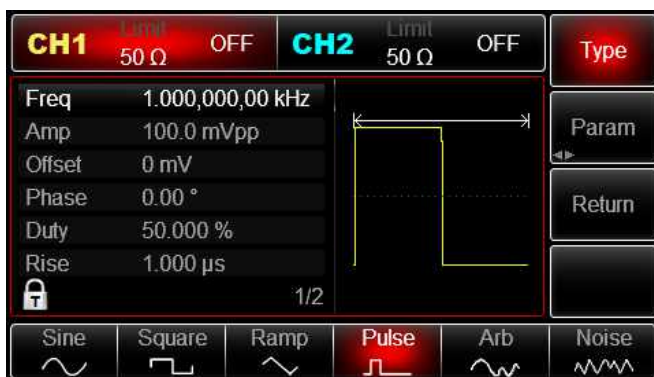 CH1 Limit 50 Ω OFF CH2 Limit 50 Ω OFF Type
Freq 1.000,000,00 kHz
Amp 100.0 mVpp
Param
Offset 0 mV
Phase 0.00 °
Return
Duty 50.000 %
Rise 1.000 µs
T 1/2
Sine Square Ramp Pulse Arb Noise